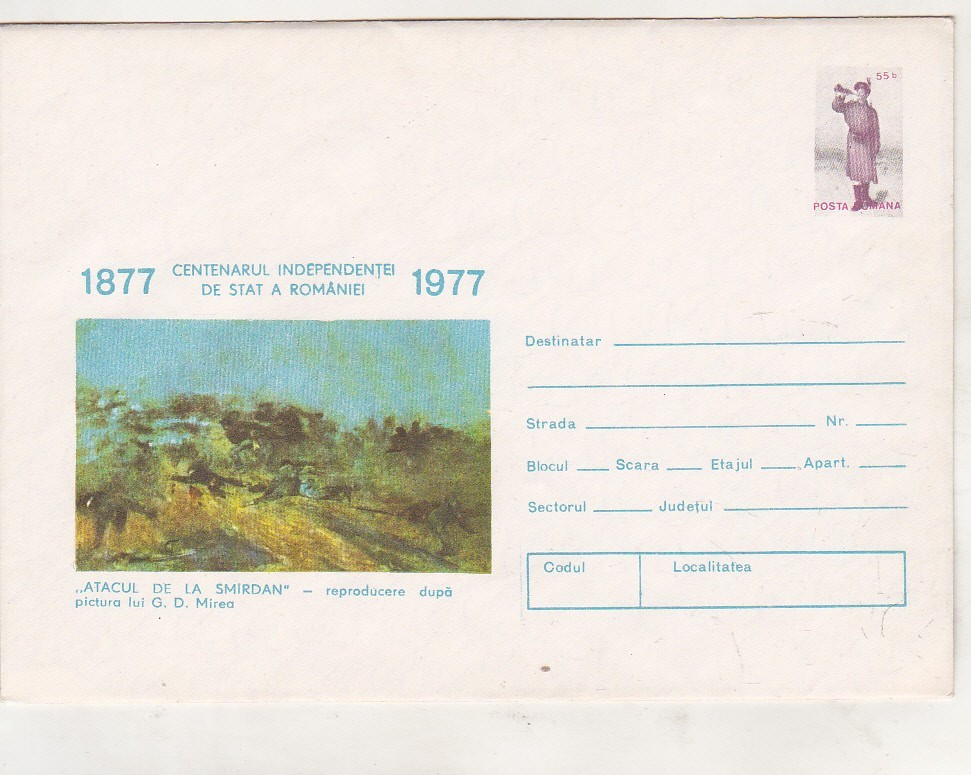 55 b
POSTA ROMANA
1877 CENTENARUL INDEPENDENȚEI 1977
DE STAT A ROMÂNIEI
Destinatar
Strada Nr.
Blocul Scara Etajul Apart.
Sectorul Județul
Codul Localitatea
,,ATACUL DE LA SMIRDAN" – reproducere după
pictura lui G. D. Mirea